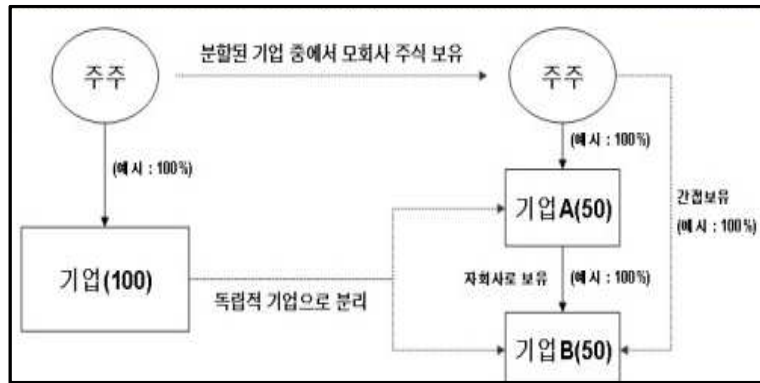 주주
분할된 기업 중에서 모회사 주식 보유
주주
(예시 : 100%)
(예시 : 100%)
기업(100)
독립적 기업으로 분리
기업A(50)
간접보유
(예시 : 100%)
자회사로 보유
(예시 : 100%)
기업B(50)